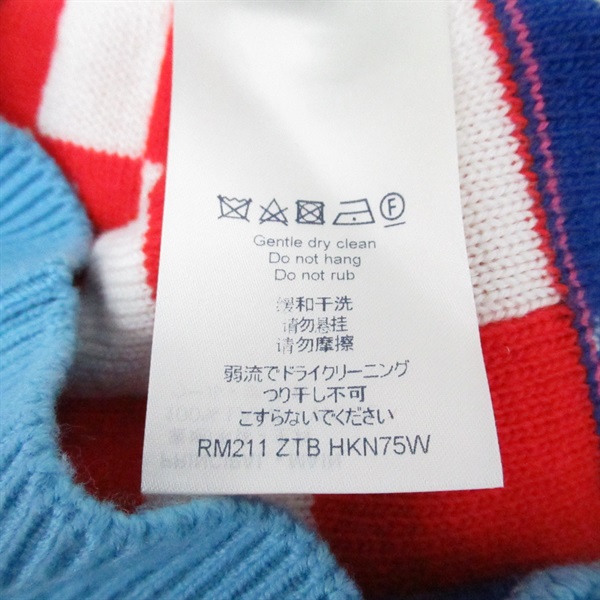 F
Gentle dry clean
Do not hang
Do not rub
缓和干洗
请勿悬挂
请勿摩擦
弱流でドライクリーニング
つり干し不可
こすらないでください
RM211 ZTB HKN75W